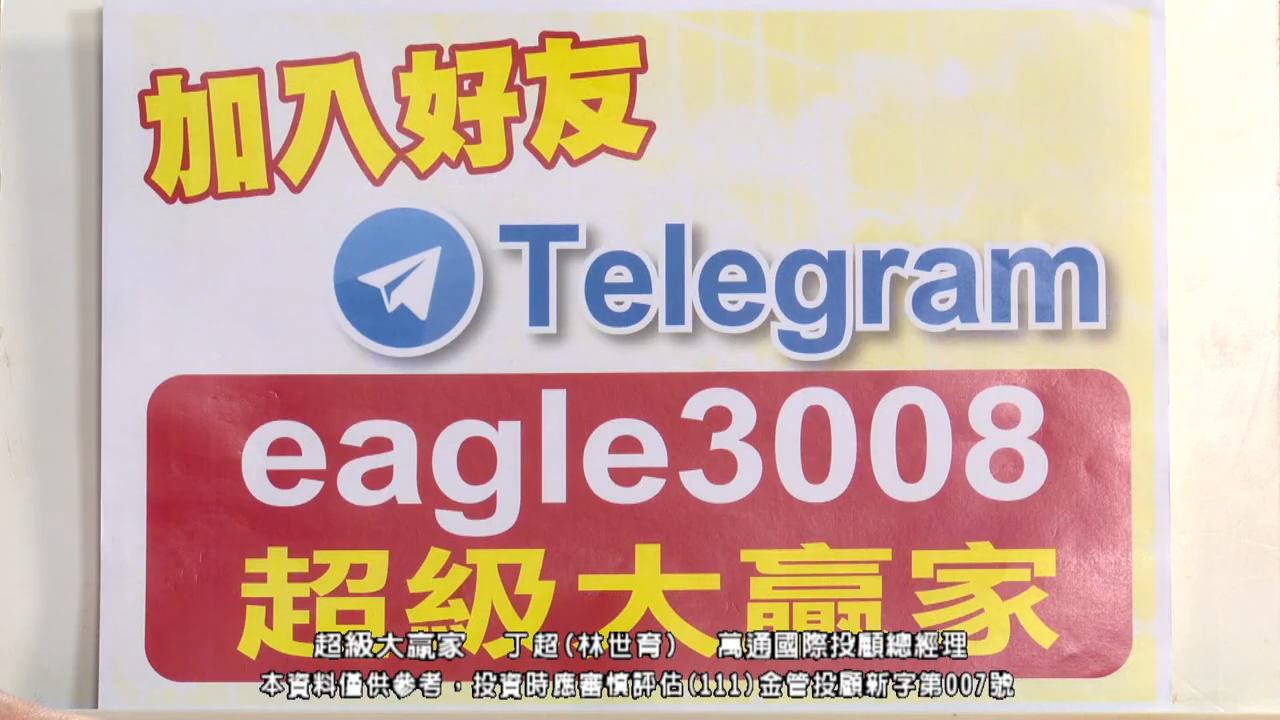 加入好友
Telegram
eagle3008
超級大贏家
超級大贏家 丁超(林世育) 萬通國際投顧總經理
本資料僅供參考，投資時應審慎評估(111)金管投顧新字第007號